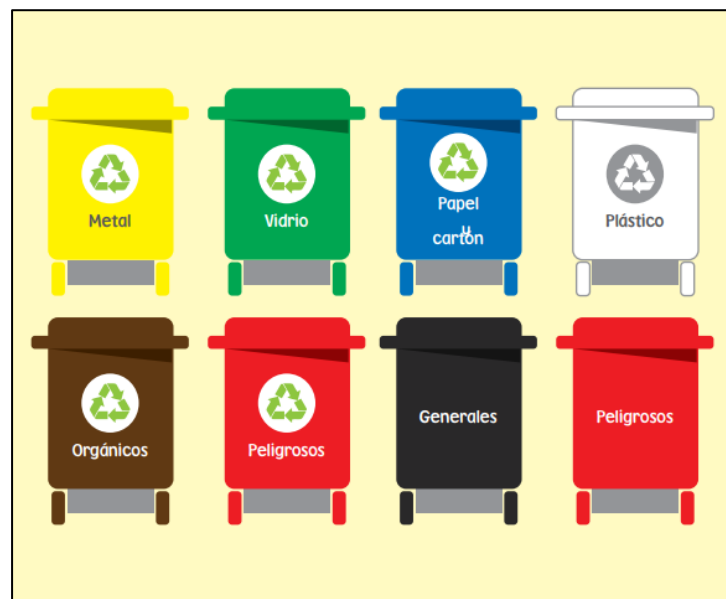 Metal
Vidrio
Papel
y
cartón
Plástico
Orgánicos
Peligrosos
Generales
Peligrosos